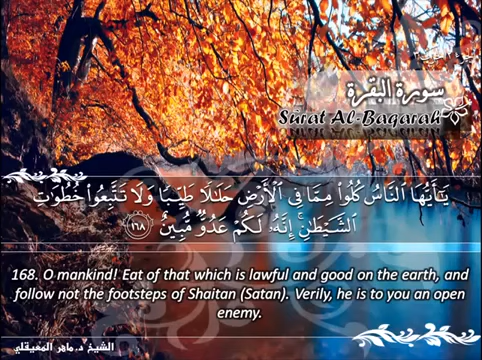 سورة البقرة
Sûrat Al-Baqarah
يَٰٓأَيُّهَا ٱلنَّاسُ كُلُوا۟ مِمَّا فِى ٱلْأَرْضِ حَلَٰلًا طَيِّبًا وَلَا تَتَّبِعُوا۟ خُطُوَٰتِ
ٱلشَّيْطَٰنِ ۚ إِنَّهُۥ لَكُمْ عَدُوٌّ مُّبِينٌ ١٦٨
168. O mankind! Eat of that which is lawful and good on the earth, and
follow not the footsteps of Shaitan (Satan). Verily, he is to you an open
enemy.
الشيخ د. ماهر المعيقلي